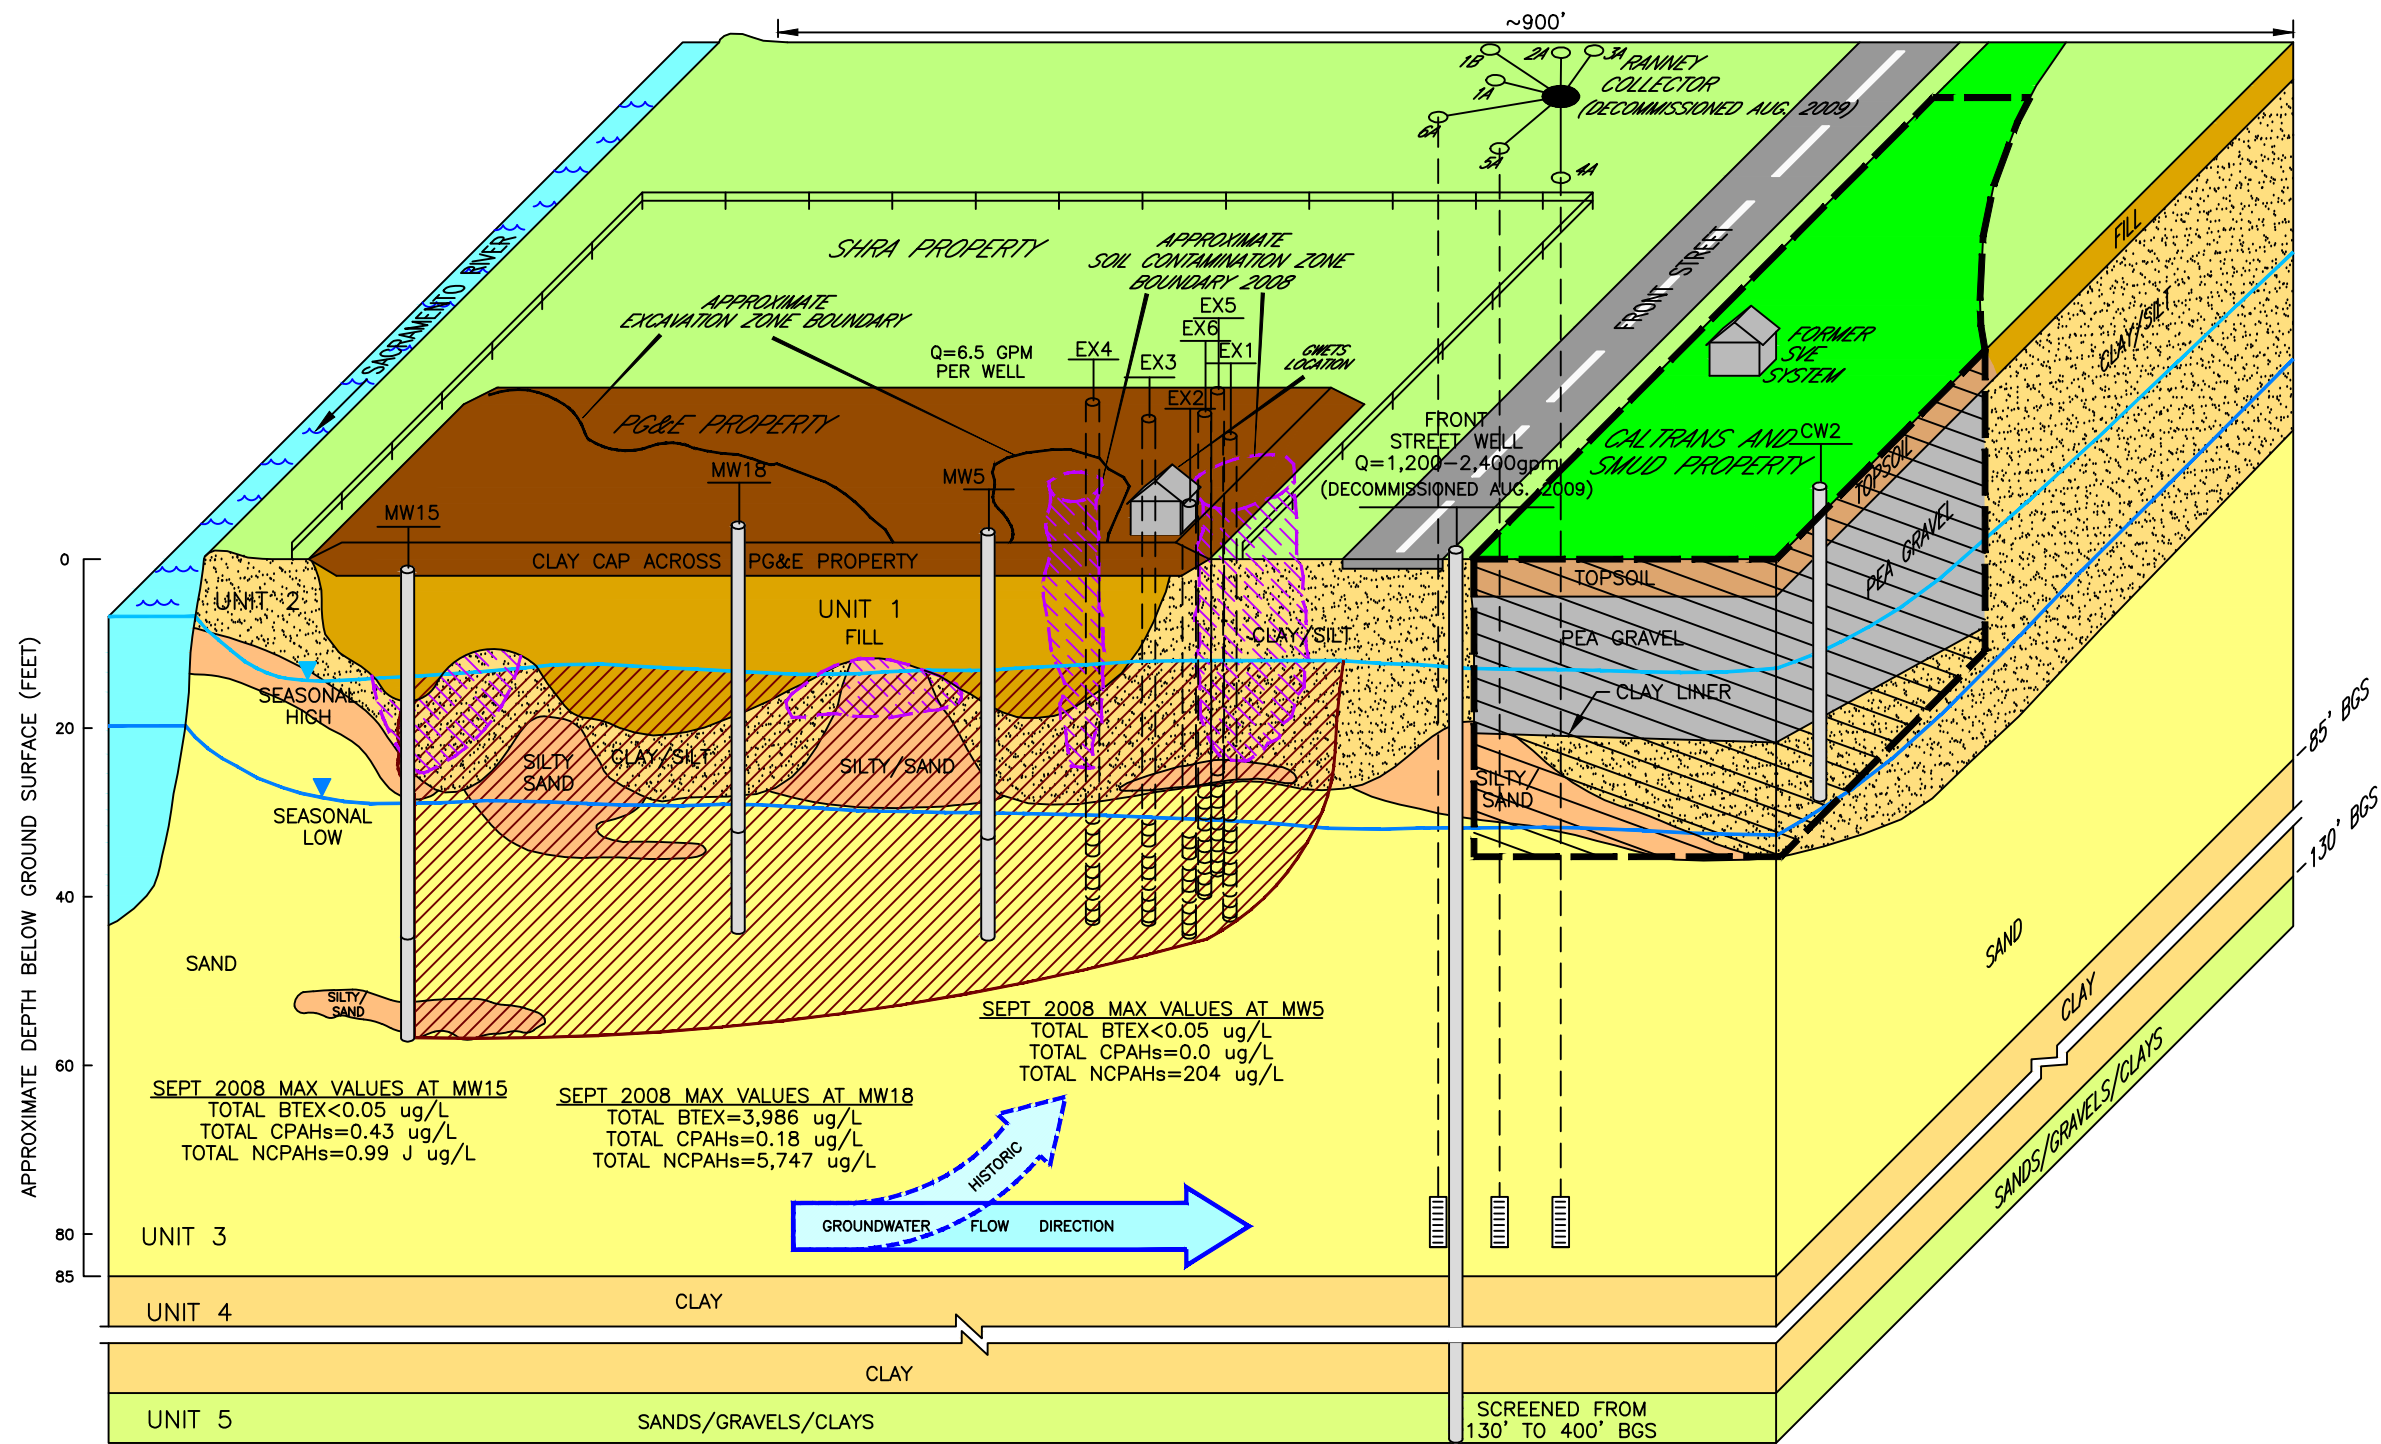 ~900'
1B
2A
3A
RANNEY
COLLECTOR
(DECOMMISSIONED AUG. 2009)
1A
6A
5A
4A
SACRAMENTO RIVER
SHRA PROPERTY
APPROXIMATE
SOIL CONTAMINATION ZONE
BOUNDARY 2008
APPROXIMATE
EXCAVATION ZONE BOUNDARY
Q=6.5 GPM
PER WELL
EX5
EX6
EX4
EX3
EX1
EX2
GWETS
LOCATION
FRONT STREET
FORMER
SVE
SYSTEM
FILL
CLAY/SILT
PG&E PROPERTY
FRONT
STREET WELL
Q=1,200-2,400gpm
(DECOMMISSIONED AUG. 2009)
CALTRANS AND
SMUD PROPERTY
CW2
TOPSOIL
PEA GRAVEL
MW15
MW18
MW5
CLAY CAP ACROSS PG&E PROPERTY
UNIT 2
UNIT 1
FILL
CLAY/SILT
TOPSOIL
PEA GRAVEL
CLAY LINER
SEASONAL
HIGH
SEASONAL
LOW
SILTY
SAND
CLAY/SILT
SILTY/SAND
SILTY/
SAND
APPROXIMATE DEPTH BELOW GROUND SURFACE (FEET)
0
20
40
60
80
85
SAND
SILTY/
SAND
SAND
CLAY
SANDS/GRAVELS/CLAYS
-85' BGS
-130' BGS
SEPT 2008 MAX VALUES AT MW15
TOTAL BTEX<0.05 ug/L
TOTAL CPAHs=0.43 ug/L
TOTAL NCPAHs=0.99 J ug/L
SEPT 2008 MAX VALUES AT MW18
TOTAL BTEX=3,986 ug/L
TOTAL CPAHs=0.18 ug/L
TOTAL NCPAHs=5,747 ug/L
SEPT 2008 MAX VALUES AT MW5
TOTAL BTEX<0.05 ug/L
TOTAL CPAHs=0.0 ug/L
TOTAL NCPAHs=204 ug/L
HISTORIC
GROUNDWATER FLOW DIRECTION
UNIT 3
UNIT 4
CLAY
CLAY
UNIT 5
SANDS/GRAVELS/CLAYS
SCREENED FROM
130' TO 400' BGS